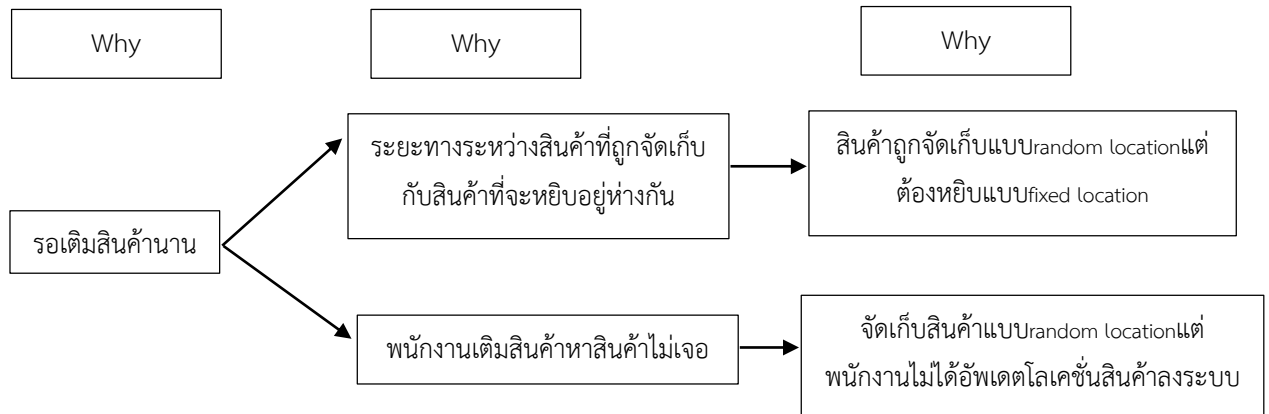 Why
Why
Why
ระยะทางระหว่างสินค้าที่ถูกจัดเก็บ
กับสินค้าที่จะหยิบอยู่ห่างกัน
สินค้าถูกจัดเก็บแบบrandom locationแต่
ต้องหยิบแบบfixed location
รอเติมสินค้านาน
พนักงานเติมสินค้าหาสินค้าไม่เจอ
จัดเก็บสินค้าแบบrandom locationแต่
พนักงานไม่ได้อัพเดตโลเคชั่นสินค้าลงระบบ